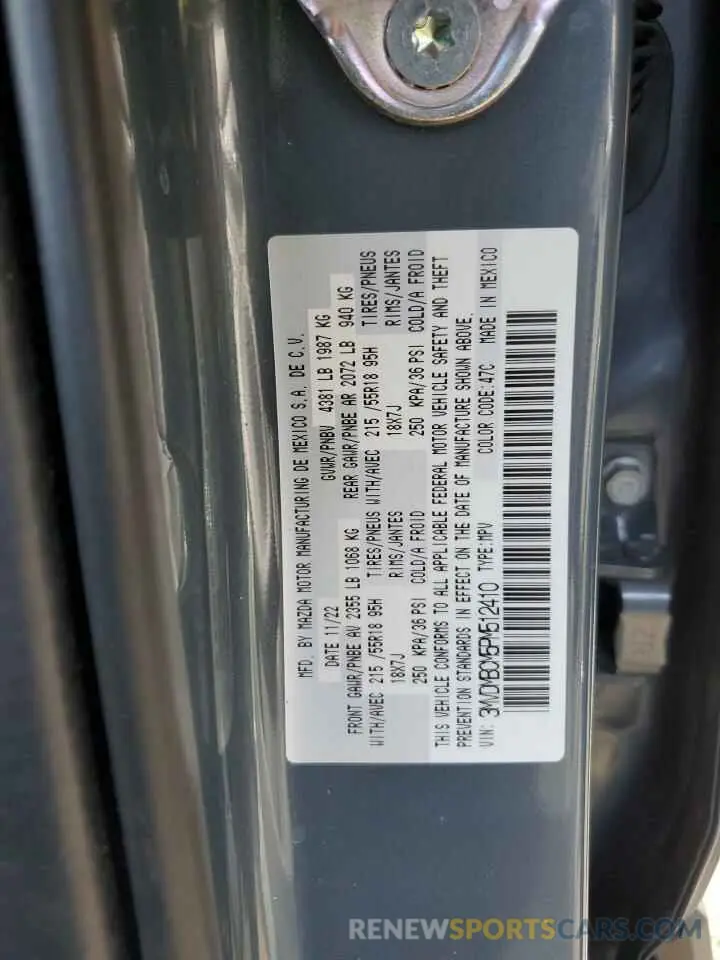 MFD. BY MAZDA MOTOR MANUFACTURING DE MEXICO S.A. DE C.V.
DATE 11/22 GVWR/PNBV 4381 LB 1987 KG
FRONT GAWR/PNBE AV 2355 LB 1068 KG REAR GAWR/PNBE AR 2072 LB 940 KG
WITH/AVEC 215 /55R18 95H TIRES/PNEUS WITH/AVEC 215 /55R18 95H TIRES/PNEUS
18X7J RIMS/JANTES 18X7J RIMS/JANTES
250 KPA/36 PSI COLD/A FROID 250 KPA/36 PSI COLD/A FROID
THIS VEHICLE CONFORMS TO ALL APPLICABLE FEDERAL MOTOR VEHICLE SAFETY AND THEFT
PREVENTION STANDARDS IN EFFECT ON THE DATE OF MANUFACTURE SHOWN ABOVE.
VIN: 3MVDMBCM5PM512410 TYPE:MPV COLOR CODE:47C MADE IN MEXICO
RENEWSPORTSCARS.COM